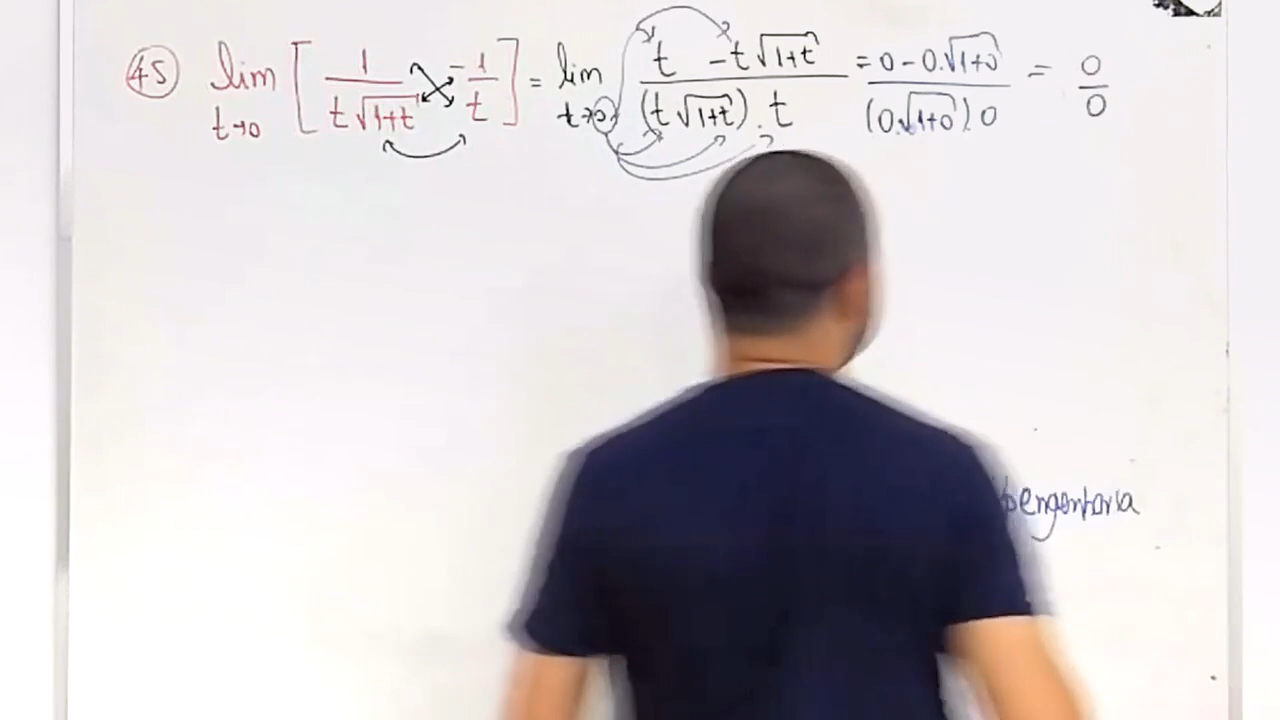 45 lim t→0 [ 1/(t√(1+t)) - 1/t ] = lim t→0 (t - t√(1+t))/((t√(1+t)).t) = (0-0.√(1+0))/((0.√1+0).0) = 0/0